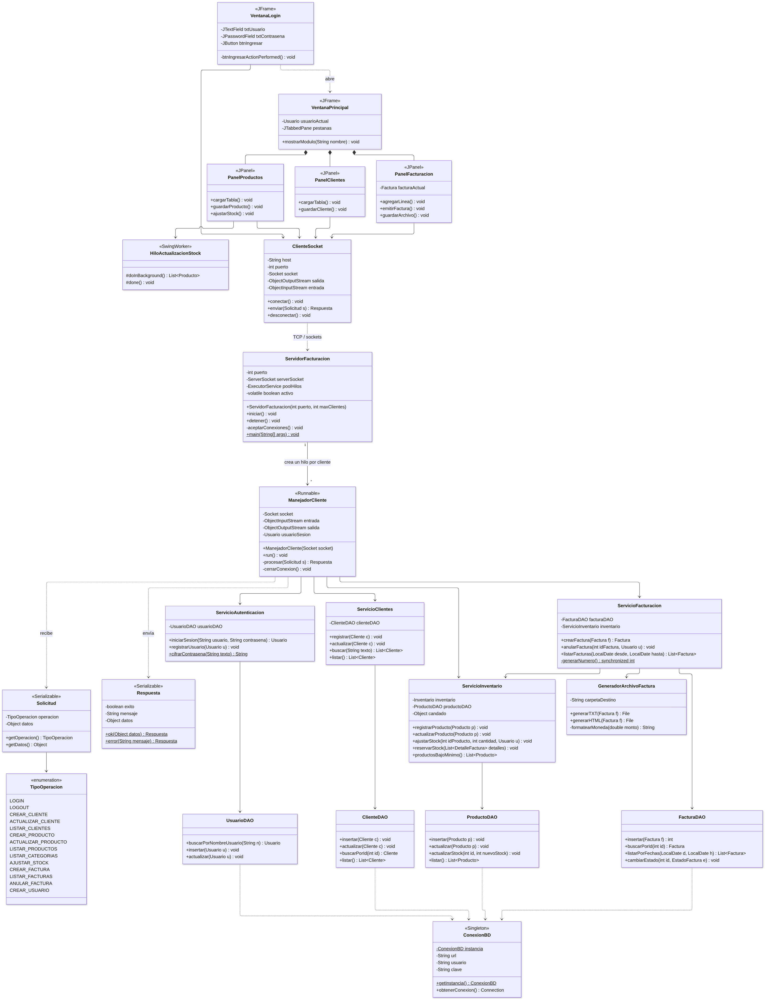 «JFrame»
VentanaLogin
-JTextField txtUsuario
-JPasswordField txtContrasena
-JButton btnIngresar
-btnIngresarActionPerformed() : void
abre
«JFrame»
VentanaPrincipal
-Usuario usuarioActual
-JTabbedPane pestanas
+mostrarModulo(String nombre) : void
«JPanel»
PanelProductos
+cargarTabla() : void
+guardarProducto() : void
+ajustarStock() : void
«JPanel»
PanelClientes
+cargarTabla() : void
+guardarCliente() : void
«JPanel»
PanelFacturacion
-Factura facturaActual
+agregarLinea() : void
+emitirFactura() : void
+guardarArchivo() : void
«SwingWorker»
HiloActualizacionStock
#doInBackground() : List<Producto>
#done() : void
ClienteSocket
-String host
-int puerto
-Socket socket
-ObjectOutputStream salida
-ObjectInputStream entrada
+conectar() : void
+enviar(Solicitud s) : Respuesta
+desconectar() : void
TCP / sockets
ServidorFacturacion
-int puerto
-ServerSocket serverSocket
-ExecutorService poolHilos
-volatile boolean activo
+ServidorFacturacion(int puerto, int maxClientes)
+iniciar() : void
+detener() : void
-aceptarConexiones() : void
+main(String[] args) : void
1
crea un hilo por cliente
*
«Runnable»
ManejadorCliente
-Socket socket
-ObjectInputStream entrada
-ObjectOutputStream salida
-Usuario usuarioSesion
+ManejadorCliente(Socket socket)
+run() : void
-procesar(Solicitud s) : Respuesta
-cerrarConexion() : void
recibe
envía
ServicioAutenticacion
-UsuarioDAO usuarioDAO
+iniciarSesion(String usuario, String contrasena) : Usuario
+registrarUsuario(Usuario u) : void
+cifrarContrasena(String texto) : String
ServicioClientes
-ClienteDAO clienteDAO
+registrar(Cliente c) : void
+actualizar(Cliente c) : void
+buscar(String texto) : List<Cliente>
+listar() : List<Cliente>
ServicioFacturacion
-FacturaDAO facturaDAO
-ServicioInventario inventario
+crearFactura(Factura f) : Factura
+anularFactura(int idFactura, Usuario u) : void
+listarFacturas(LocalDate desde, LocalDate hasta) : List<Factura>
-generarNumero() : synchronized int
«Serializable»
Solicitud
-TipoOperacion operacion
-Object datos
+getOperacion() : TipoOperacion
+getDatos() : Object
«Serializable»
Respuesta
-boolean exito
-String mensaje
-Object datos
+ok(Object datos) : Respuesta
+error(String mensaje) : Respuesta
ServicioInventario
-Inventario inventario
-ProductoDAO productoDAO
-Object candado
+registrarProducto(Producto p) : void
+actualizarProducto(Producto p) : void
+ajustarStock(int idProducto, int cantidad, Usuario u) : void
+reservarStock(List<DetalleFactura> detalles) : void
+productosBajoMinimo() : List<Producto>
GeneradorArchivoFactura
-String carpetaDestino
+generarTXT(Factura f) : File
+generarHTML(Factura f) : File
-formatearMoneda(double monto) : String
«enumeration»
TipoOperacion
LOGIN
LOGOUT
CREAR_CLIENTE
ACTUALIZAR_CLIENTE
LISTAR_CLIENTES
CREAR_PRODUCTO
ACTUALIZAR_PRODUCTO
LISTAR_PRODUCTOS
LISTAR_CATEGORIAS
AJUSTAR_STOCK
CREAR_FACTURA
LISTAR_FACTURAS
ANULAR_FACTURA
CREAR_USUARIO
UsuarioDAO
+buscarPorNombreUsuario(String n) : Usuario
+insertar(Usuario u) : void
+actualizar(Usuario u) : void
ClienteDAO
+insertar(Cliente c) : void
+actualizar(Cliente c) : void
+buscarPorId(int id) : Cliente
+listar() : List<Cliente>
ProductoDAO
+insertar(Producto p) : void
+actualizar(Producto p) : void
+actualizarStock(int id, int nuevoStock) : void
+listar() : List<Producto>
FacturaDAO
+insertar(Factura f) : int
+buscarPorId(int id) : Factura
+listarPorFechas(LocalDate d, LocalDate h) : List<Factura>
+cambiarEstado(int id, EstadoFactura e) : void
«Singleton»
ConexionBD
-ConexionBD instancia
-String url
-String usuario
-String clave
+getInstancia() : ConexionBD
+obtenerConexion() : Connection